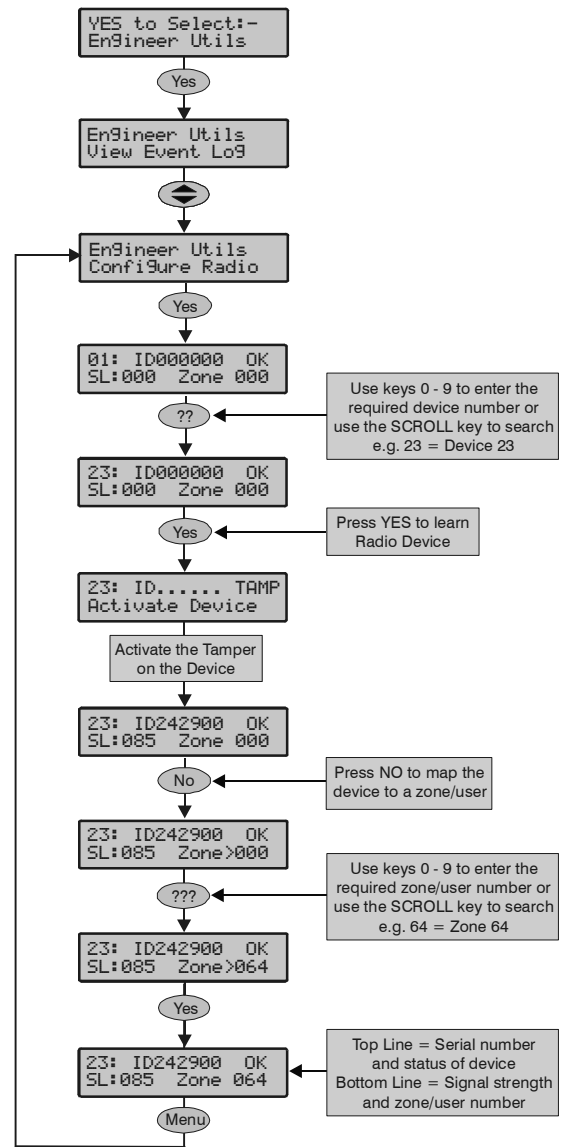 YES to Select:-
Engineer Utils
Yes
Engineer Utils
View Event Log
Engineer Utils
Configure Radio
Yes
01: ID000000 OK
SL:000 Zone 000
Use keys 0 - 9 to enter the
required device number or
use the SCROLL key to search
e.g. 23 = Device 23
??
23: ID000000 OK
SL:000 Zone 000
Yes
Press YES to learn
Radio Device
23: ID...... TAMP
Activate Device
Activate the Tamper
on the Device
23: ID242900 OK
SL:085 Zone 000
No
Press NO to map the
device to a zone/user
23: ID242900 OK
SL:085 Zone>000
Use keys 0 - 9 to enter the
required zone/user number or
use the SCROLL key to search
e.g. 64 = Zone 64
???
23: ID242900 OK
SL:085 Zone>064
Yes
23: ID242900 OK
SL:085 Zone 064
Top Line = Serial number
and status of device
Bottom Line = Signal strength
and zone/user number
Menu